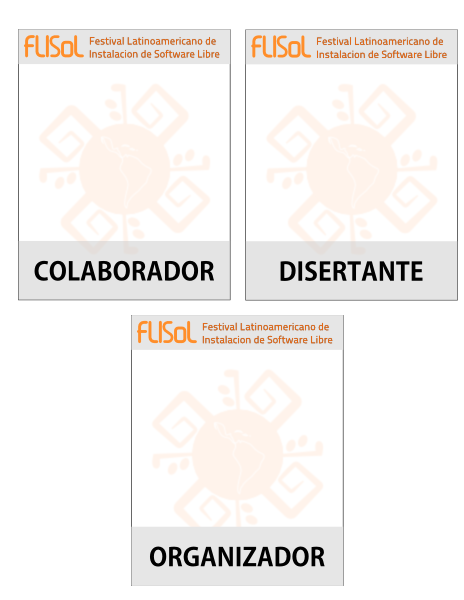 FLISoL Festival Latinoamericano de
Instalacion de Software Libre
COLABORADOR
FLISoL Festival Latinoamericano de
Instalacion de Software Libre
DISERTANTE
FLISoL Festival Latinoamericano de
Instalacion de Software Libre
ORGANIZADOR